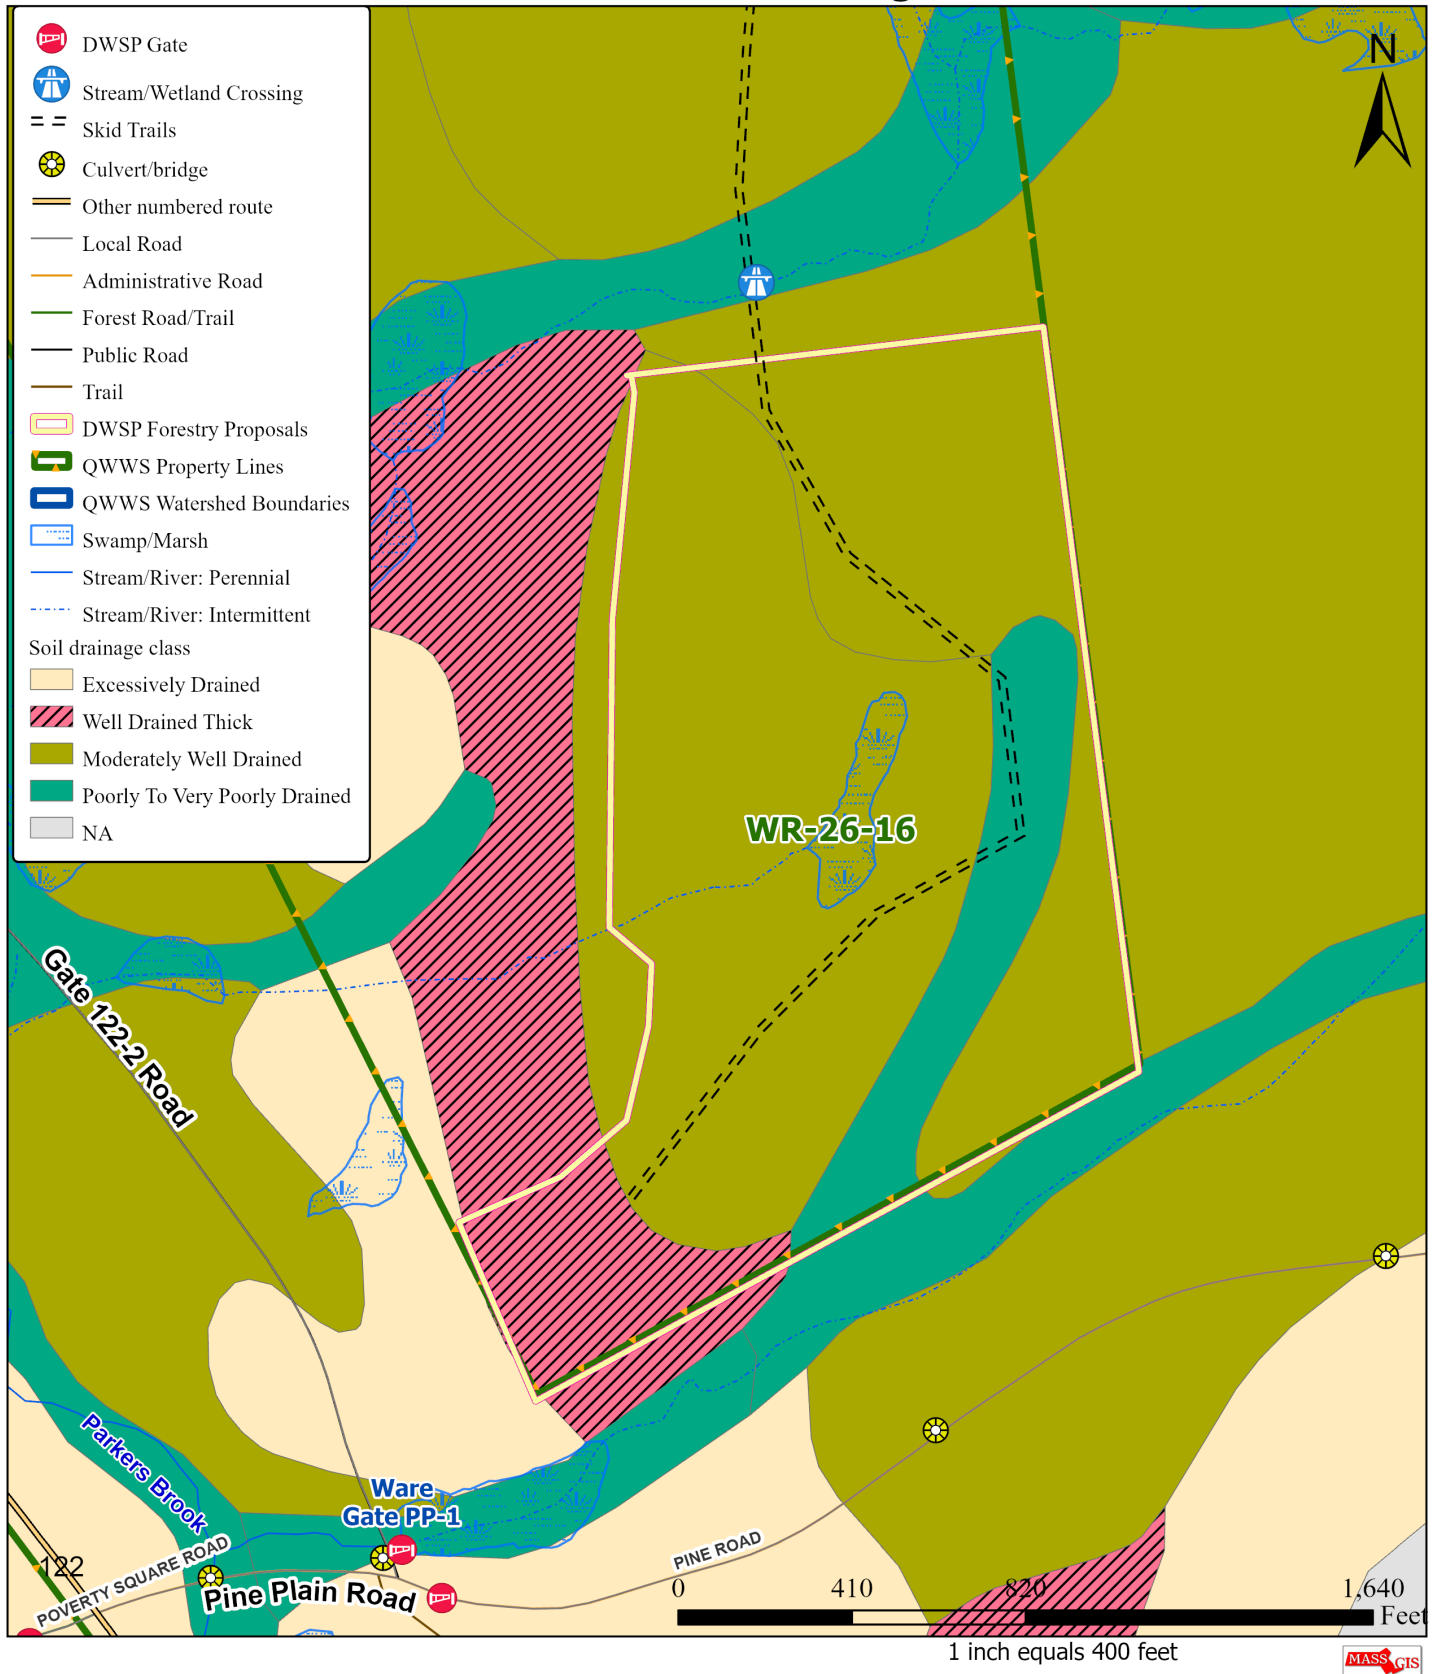 DWSP Gate
Stream/Wetland Crossing
Skid Trails
Culvert/bridge
Other numbered route
Local Road
Administrative Road
Forest Road/Trail
Public Road
Trail
DWSP Forestry Proposals
QWWS Property Lines
QWWS Watershed Boundaries
Swamp/Marsh
Stream/River: Perennial
Stream/River: Intermittent
Soil drainage class
Excessively Drained
Well Drained Thick
Moderately Well Drained
Poorly To Very Poorly Drained
NA
N
WR-26-16
Gate 122-2 Road
Parkers Brook
Ware
Gate PP-1
122
POVERTY SQUARE ROAD
Pine Plain Road
PINE ROAD
0 410 820 1,640
Feet
1 inch equals 400 feet
MASS GIS